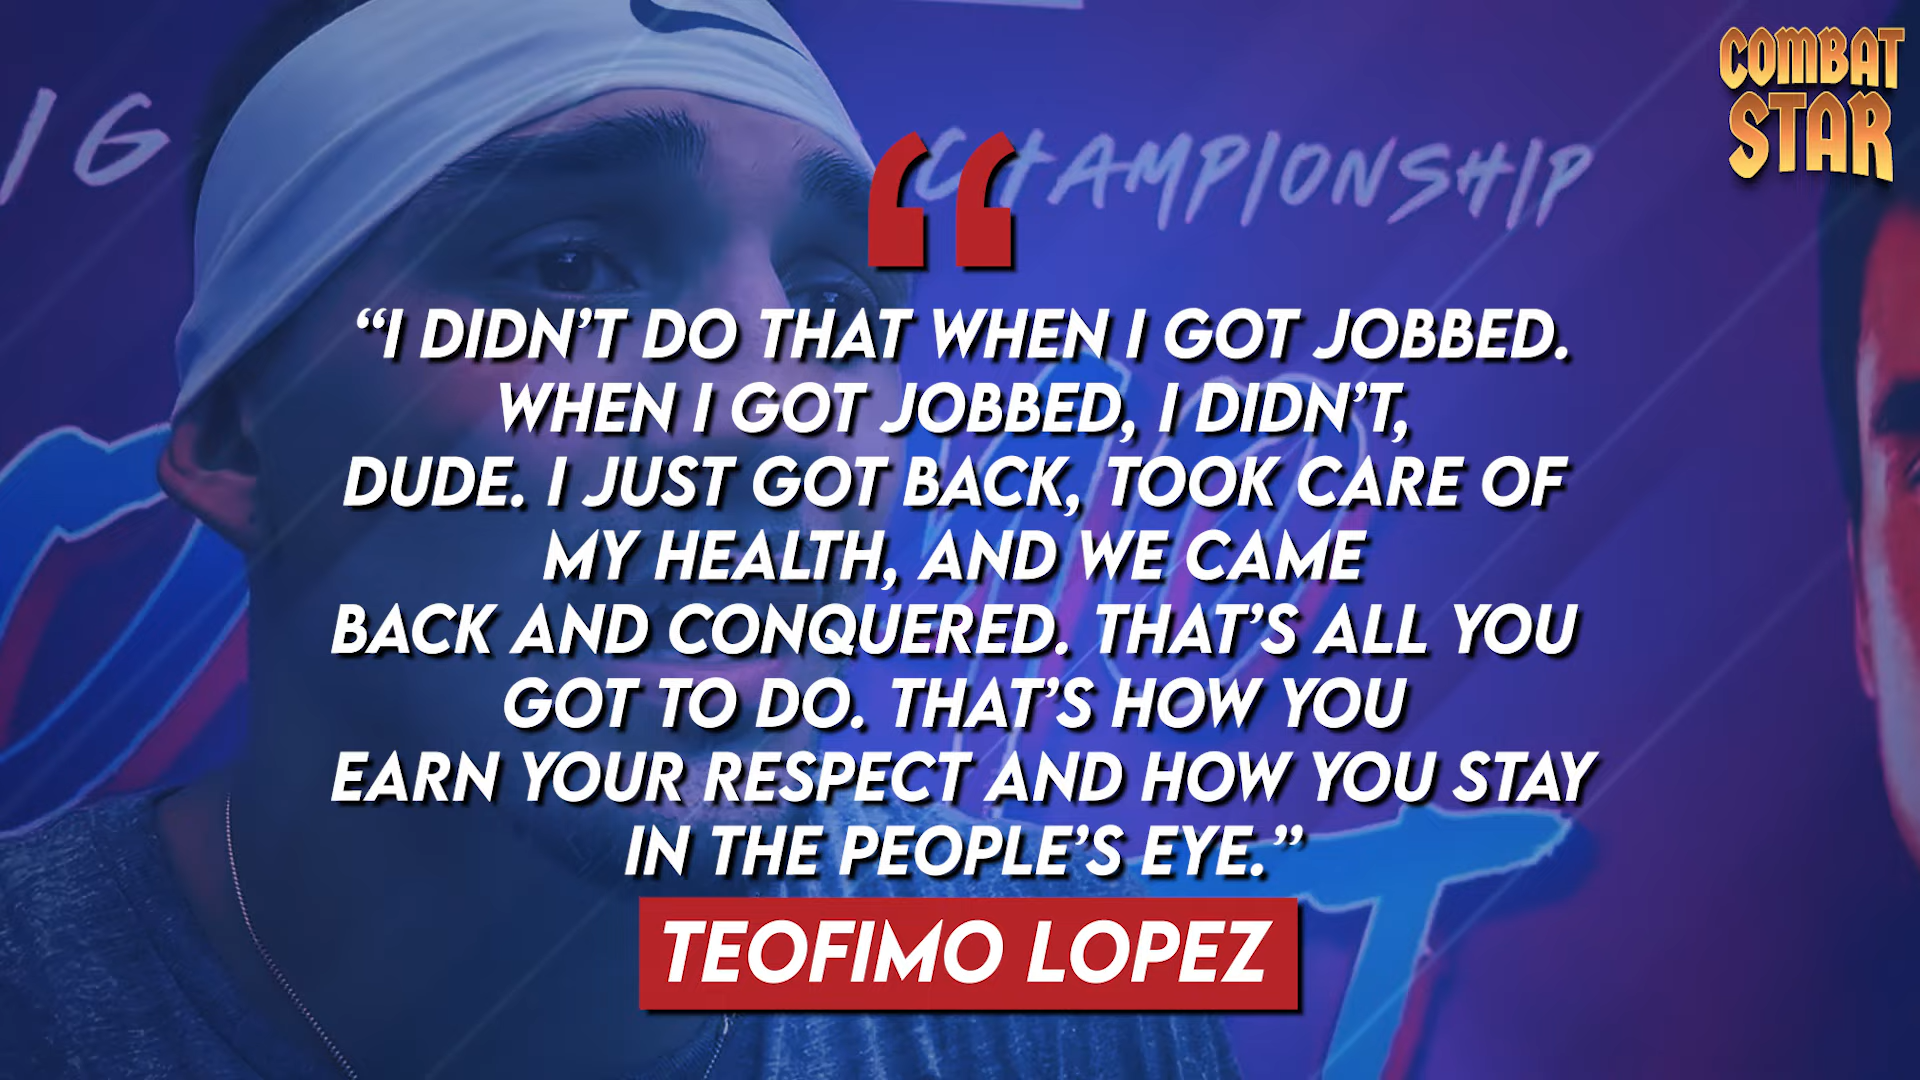 COMBAT
STAR
IG
CHAMPIONSHIP
“
“I DIDN’T DO THAT WHEN I GOT JOBBED.
WHEN I GOT JOBBED, I DIDN’T,
DUDE. I JUST GOT BACK, TOOK CARE OF
MY HEALTH, AND WE CAME
BACK AND CONQUERED. THAT’S ALL YOU
GOT TO DO. THAT’S HOW YOU
EARN YOUR RESPECT AND HOW YOU STAY
IN THE PEOPLE’S EYE.”
TEOFIMO LOPEZ